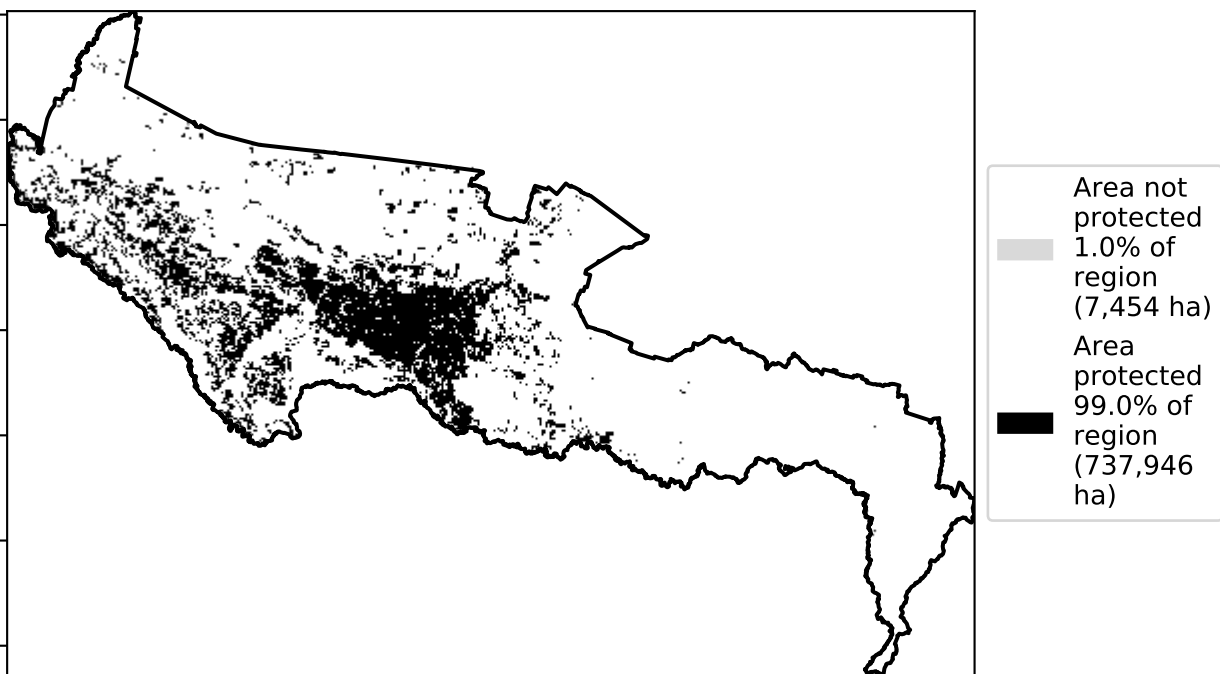 Area not
protected
1.0% of
region
(7,454 ha)
Area
protected
99.0% of
region
(737,946
ha)